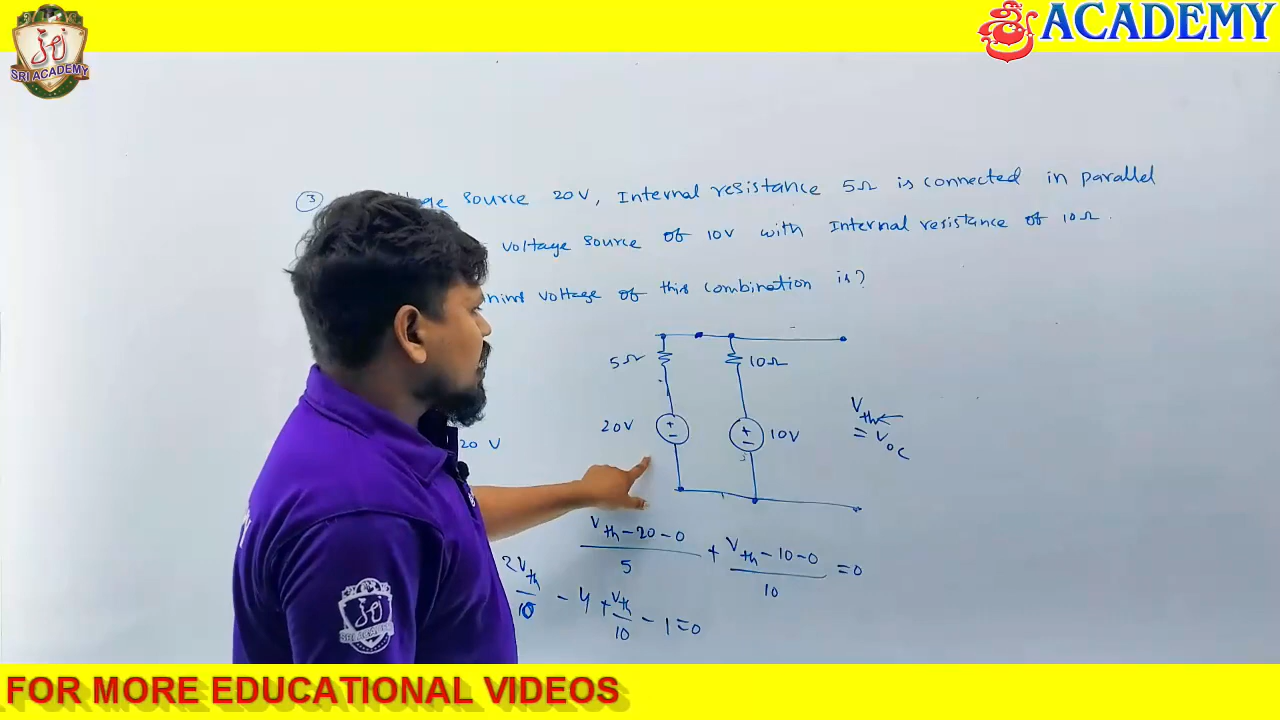 SRI ACADEMY
ACADEMY
3
source 20V, Internal resistance 5Ω is connected in parallel
voltage source of 10V with Internal resistance of 10Ω.
voltage of this combination is?
5Ω
10Ω
20V
10V
Vth
= Voc
20 V
Vth-20-0/5 + Vth-10-0/10 =0
2Vth/10 - 4 + Vth/10 - 1=0
SRI ACADEMY
FOR MORE EDUCATIONAL VIDEOS